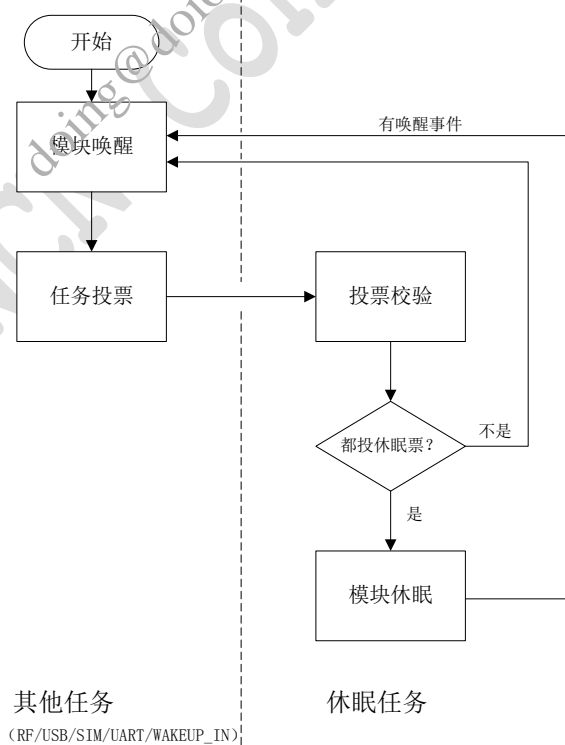 开始
模块唤醒
有唤醒事件
任务投票
投票校验
都投休眠票？
不是
是
模块休眠
其他任务
休眠任务
（RF/USB/SIM/UART/WAKEUP_IN）